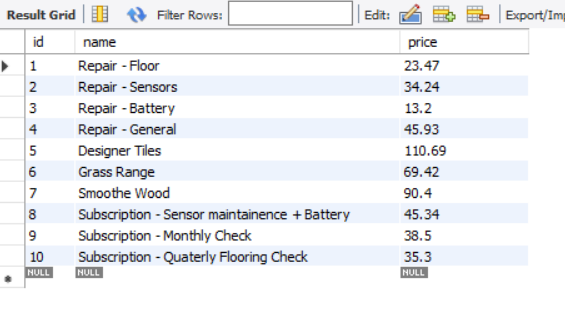 Result Grid Filter Rows: Edit: Export/Imp
id name price
1 Repair - Floor 23.47
2 Repair - Sensors 34.24
3 Repair - Battery 13.2
4 Repair - General 45.93
5 Designer Tiles 110.69
6 Grass Range 69.42
7 Smoothe Wood 90.4
8 Subscription - Sensor maintainence + Battery 45.34
9 Subscription - Monthly Check 38.5
10 Subscription - Quaterly Flooring Check 35.3
NULL NULL NULL